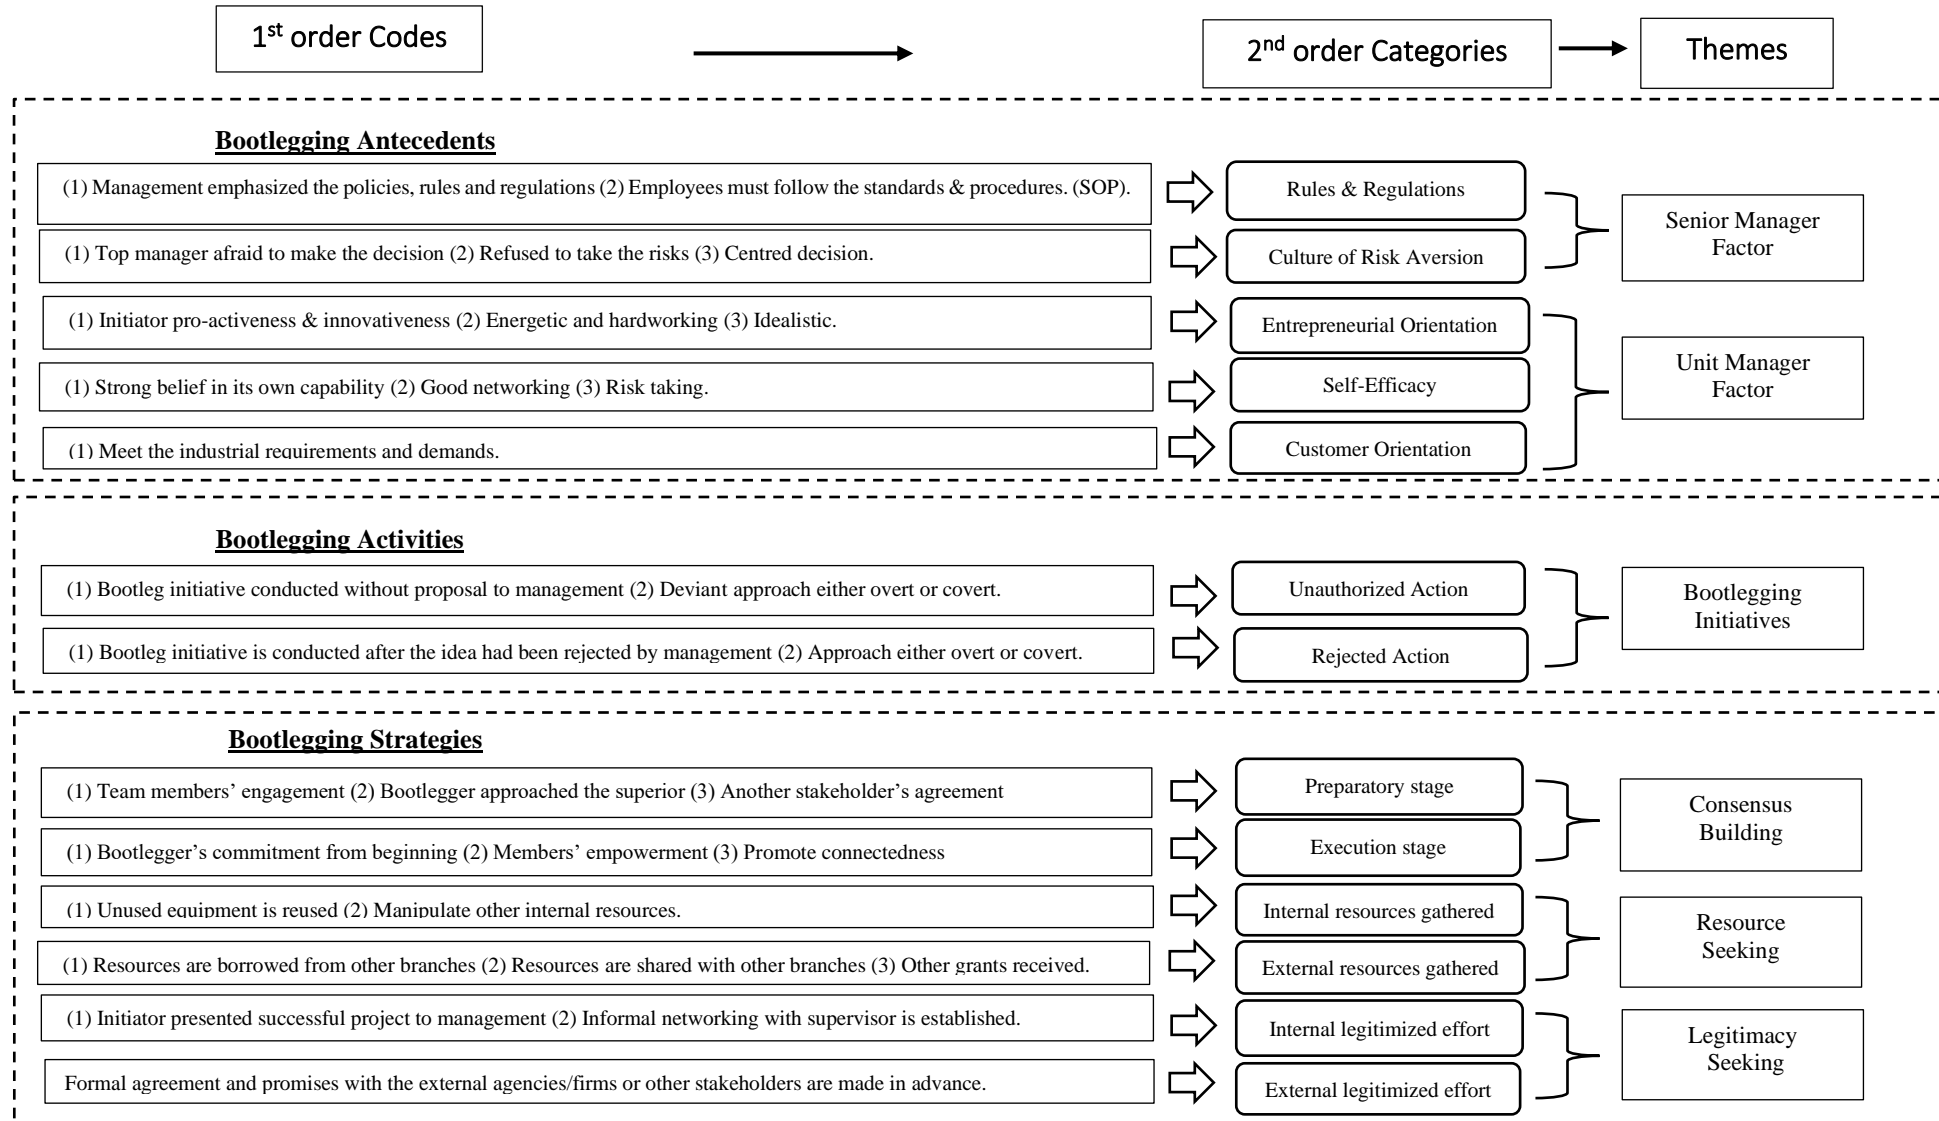 1st order Codes
2nd order Categories
Themes
Bootlegging Antecedents
(1) Management emphasized the policies, rules and regulations (2) Employees must follow the standards & procedures. (SOP).
Rules & Regulations
(1) Top manager afraid to make the decision (2) Refused to take the risks (3) Centred decision.
Culture of Risk Aversion
Senior Manager
Factor
(1) Initiator pro-activeness & innovativeness (2) Energetic and hardworking (3) Idealistic.
Entrepreneurial Orientation
(1) Strong belief in its own capability (2) Good networking (3) Risk taking.
Self-Efficacy
(1) Meet the industrial requirements and demands.
Customer Orientation
Unit Manager
Factor
Bootlegging Activities
(1) Bootleg initiative conducted without proposal to management (2) Deviant approach either overt or covert.
Unauthorized Action
(1) Bootleg initiative is conducted after the idea had been rejected by management (2) Approach either overt or covert.
Rejected Action
Bootlegging
Initiatives
Bootlegging Strategies
(1) Team members’ engagement (2) Bootlegger approached the superior (3) Another stakeholder’s agreement
Preparatory stage
(1) Bootlegger’s commitment from beginning (2) Members’ empowerment (3) Promote connectedness
Execution stage
Consensus
Building
(1) Unused equipment is reused (2) Manipulate other internal resources.
Internal resources gathered
(1) Resources are borrowed from other branches (2) Resources are shared with other branches (3) Other grants received.
External resources gathered
Resource
Seeking
(1) Initiator presented successful project to management (2) Informal networking with supervisor is established.
Internal legitimized effort
Formal agreement and promises with the external agencies/firms or other stakeholders are made in advance.
External legitimized effort
Legitimacy
Seeking